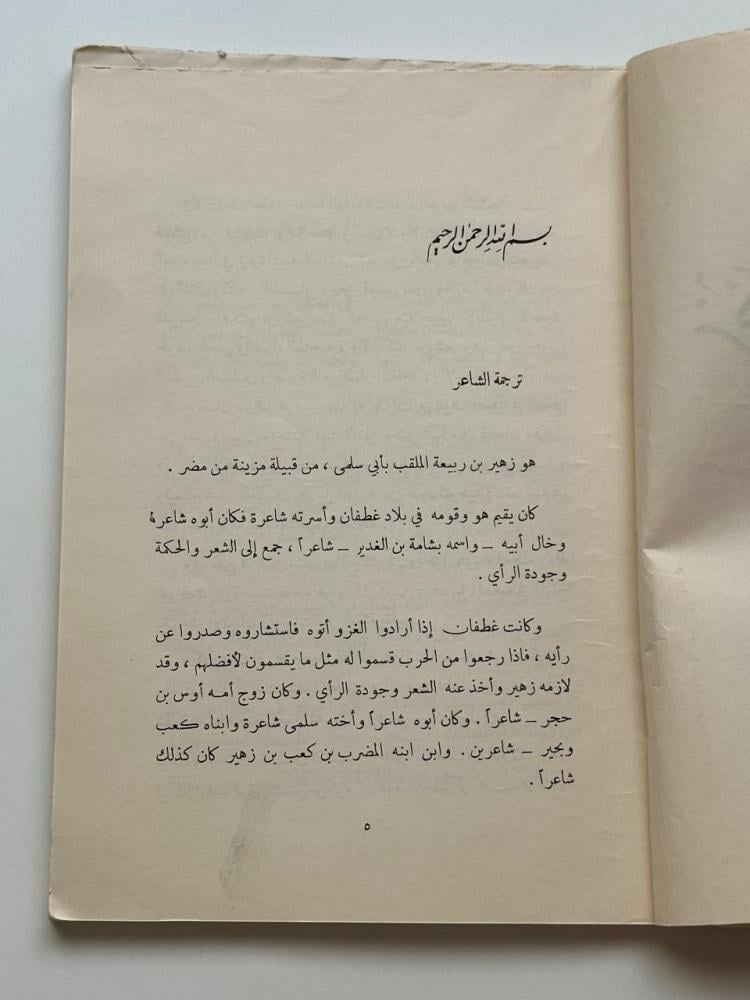 بسم الله الرحمن الرحيم
ترجمة الشاعر
هو زهير بن ربيعة الملقب بأبي سلمى ، من قبيلة مزينة من مضر .
كان يقيم هو وقومه في بلاد غطفان وأسرته شاعرة فكان أبوه شاعرة
وخال أبيه – واسمه بشامة بن الغدير – شاعراً ، جمع إلى الشعر والحكمة
وجودة الرأي .
وكانت غطفان إذا أرادوا الغزو أتوه فاستشاروه وصدروا عن
رأيه ، فاذا رجعوا من الحرب قسموا له مثل ما يقسمون لأفضلهم ، وقد
لازمه زهير وأخذ عنه الشعر وجودة الرأي . وكان زوج أمه أوس بن
حجر – شاعراً . وكان أبوه شاعراً وأخته سلمى شاعرة وابناه كعب
وبجير – شاعرين . وابن ابنه المضرب بن كعب بن زهير كان كذلك
شاعراً .
٥